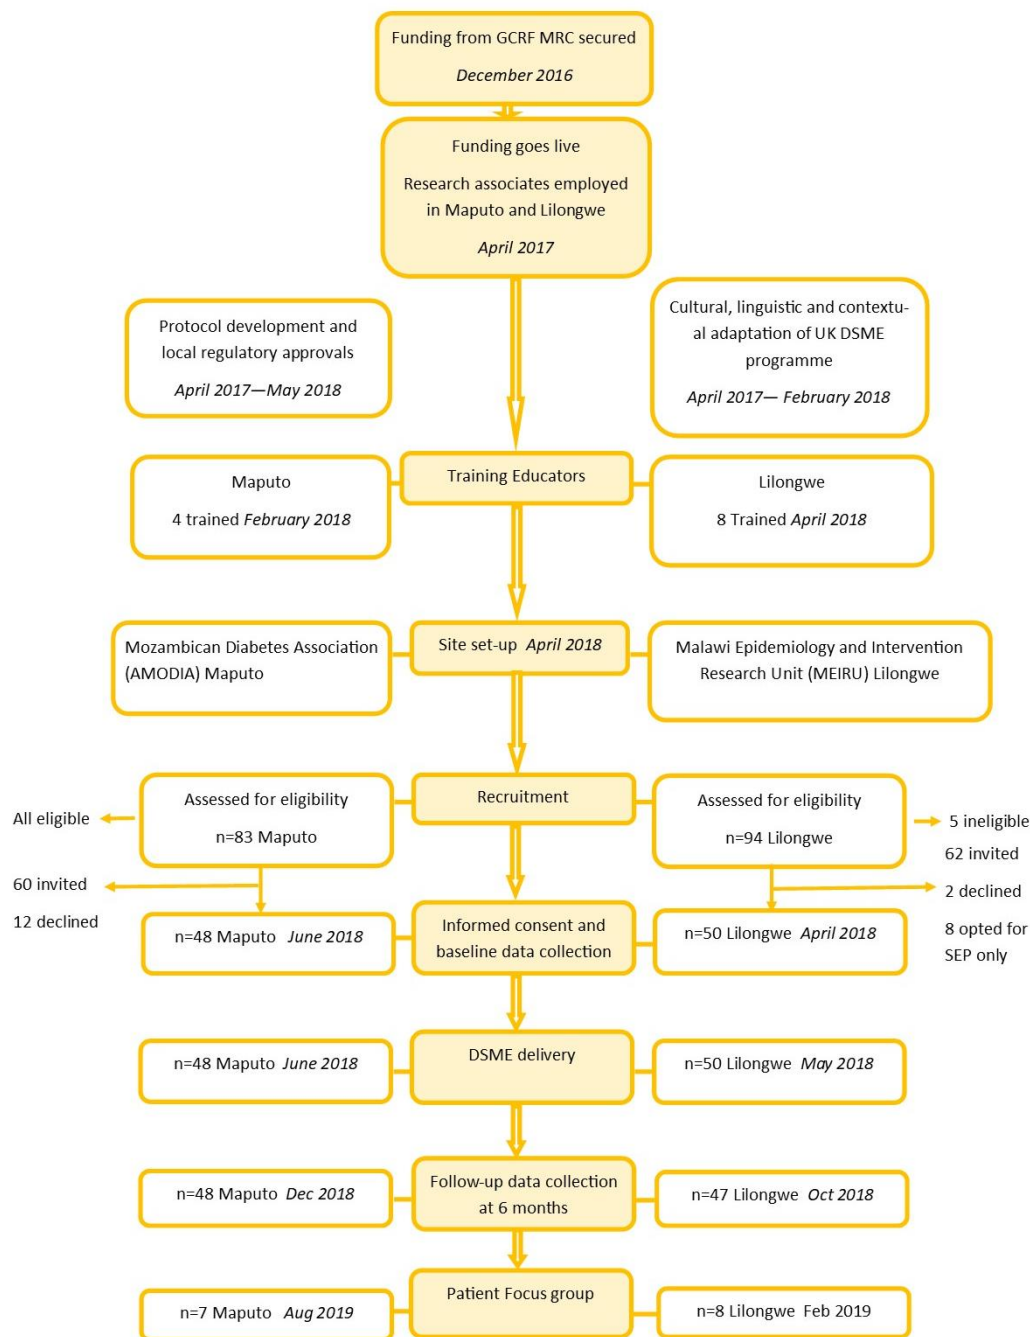 Funding from GCRF MRC secured
December 2016
Funding goes live
Research associates employed
in Maputo and Lilongwe
April 2017
Protocol development and
local regulatory approvals
April 2017—May 2018
Cultural, linguistic and contextu-
al adaptation of UK DSME
programme
April 2017— February 2018
Maputo
4 trained February 2018
Training Educators
Lilongwe
8 Trained April 2018
Mozambican Diabetes Association
(AMODIA) Maputo
Site set-up April 2018
Malawi Epidemiology and Intervention
Research Unit (MEIRU) Lilongwe
All eligible
Assessed for eligibility
n=83 Maputo
Recruitment
Assessed for eligibility
n=94 Lilongwe
5 ineligible
62 invited
60 invited
12 declined
2 declined
8 opted for
SEP only
n=48 Maputo June 2018
Informed consent and
baseline data collection
n=50 Lilongwe April 2018
n=48 Maputo June 2018
DSME delivery
n=50 Lilongwe May 2018
n=48 Maputo Dec 2018
Follow-up data collection
at 6 months
n=47 Lilongwe Oct 2018
n=7 Maputo Aug 2019
Patient Focus group
n=8 Lilongwe Feb 2019